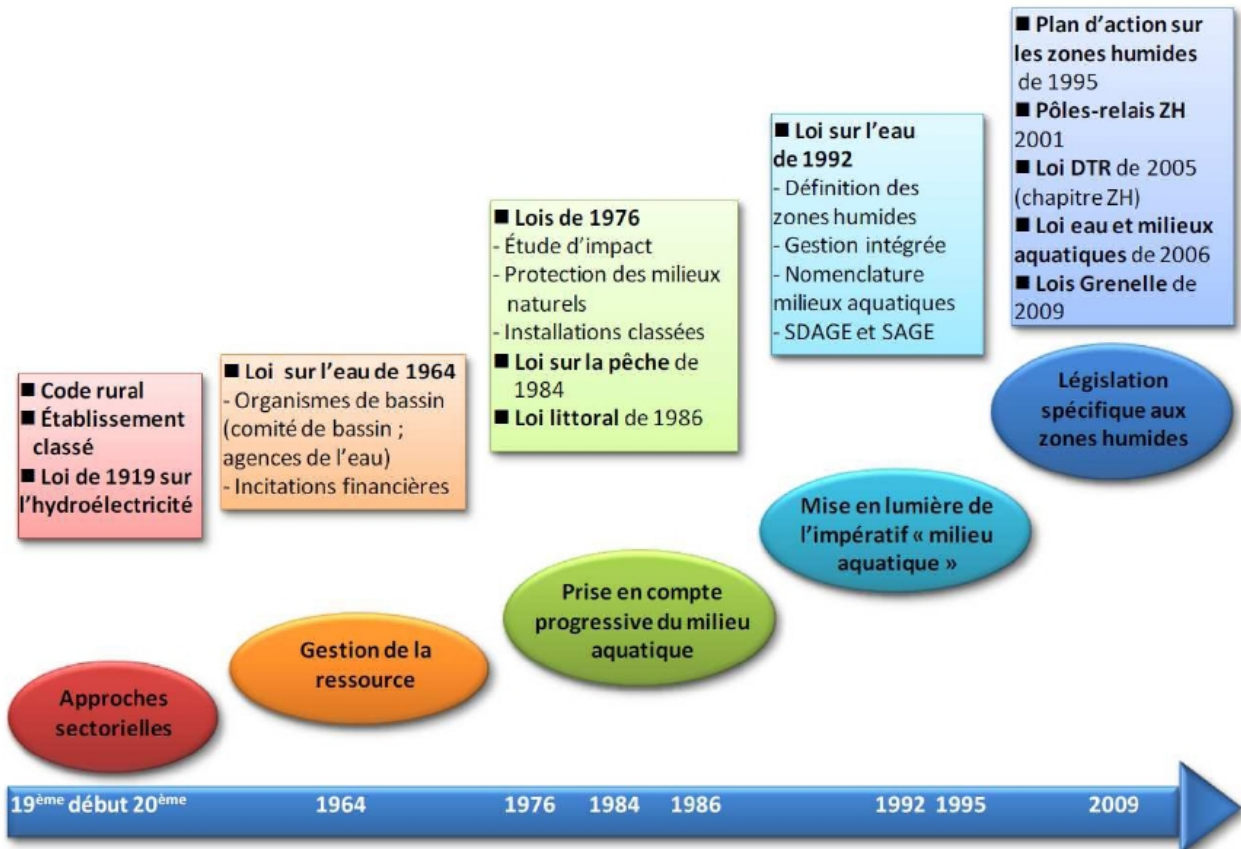 ■ Code rural
■ Établissement
classé
■ Loi de 1919 sur
l'hydroélectricité
■ Loi sur l'eau de 1964
- Organismes de bassin
(comité de bassin ;
agences de l'eau)
- Incitations financières
■ Lois de 1976
- Étude d'impact
- Protection des milieux
naturels
- Installations classées
■ Loi sur la pêche de
1984
■ Loi littoral de 1986
■ Loi sur l'eau
de 1992
- Définition des
zones humides
- Gestion intégrée
- Nomenclature
milieux aquatiques
- SDAGE et SAGE
■ Plan d'action sur
les zones humides
de 1995
■ Pôles-relais ZH
2001
■ Loi DTR de 2005
(chapitre ZH)
■ Loi eau et milieux
aquatiques de 2006
■ Lois Grenelle de
2009
Approches
sectorielles
Gestion de la
ressource
Prise en compte
progressive du milieu
aquatique
Mise en lumière de
l'impératif « milieu
aquatique »
Législation
spécifique aux
zones humides
19ème début 20ème 1964 1976 1984 1986 1992 1995 2009